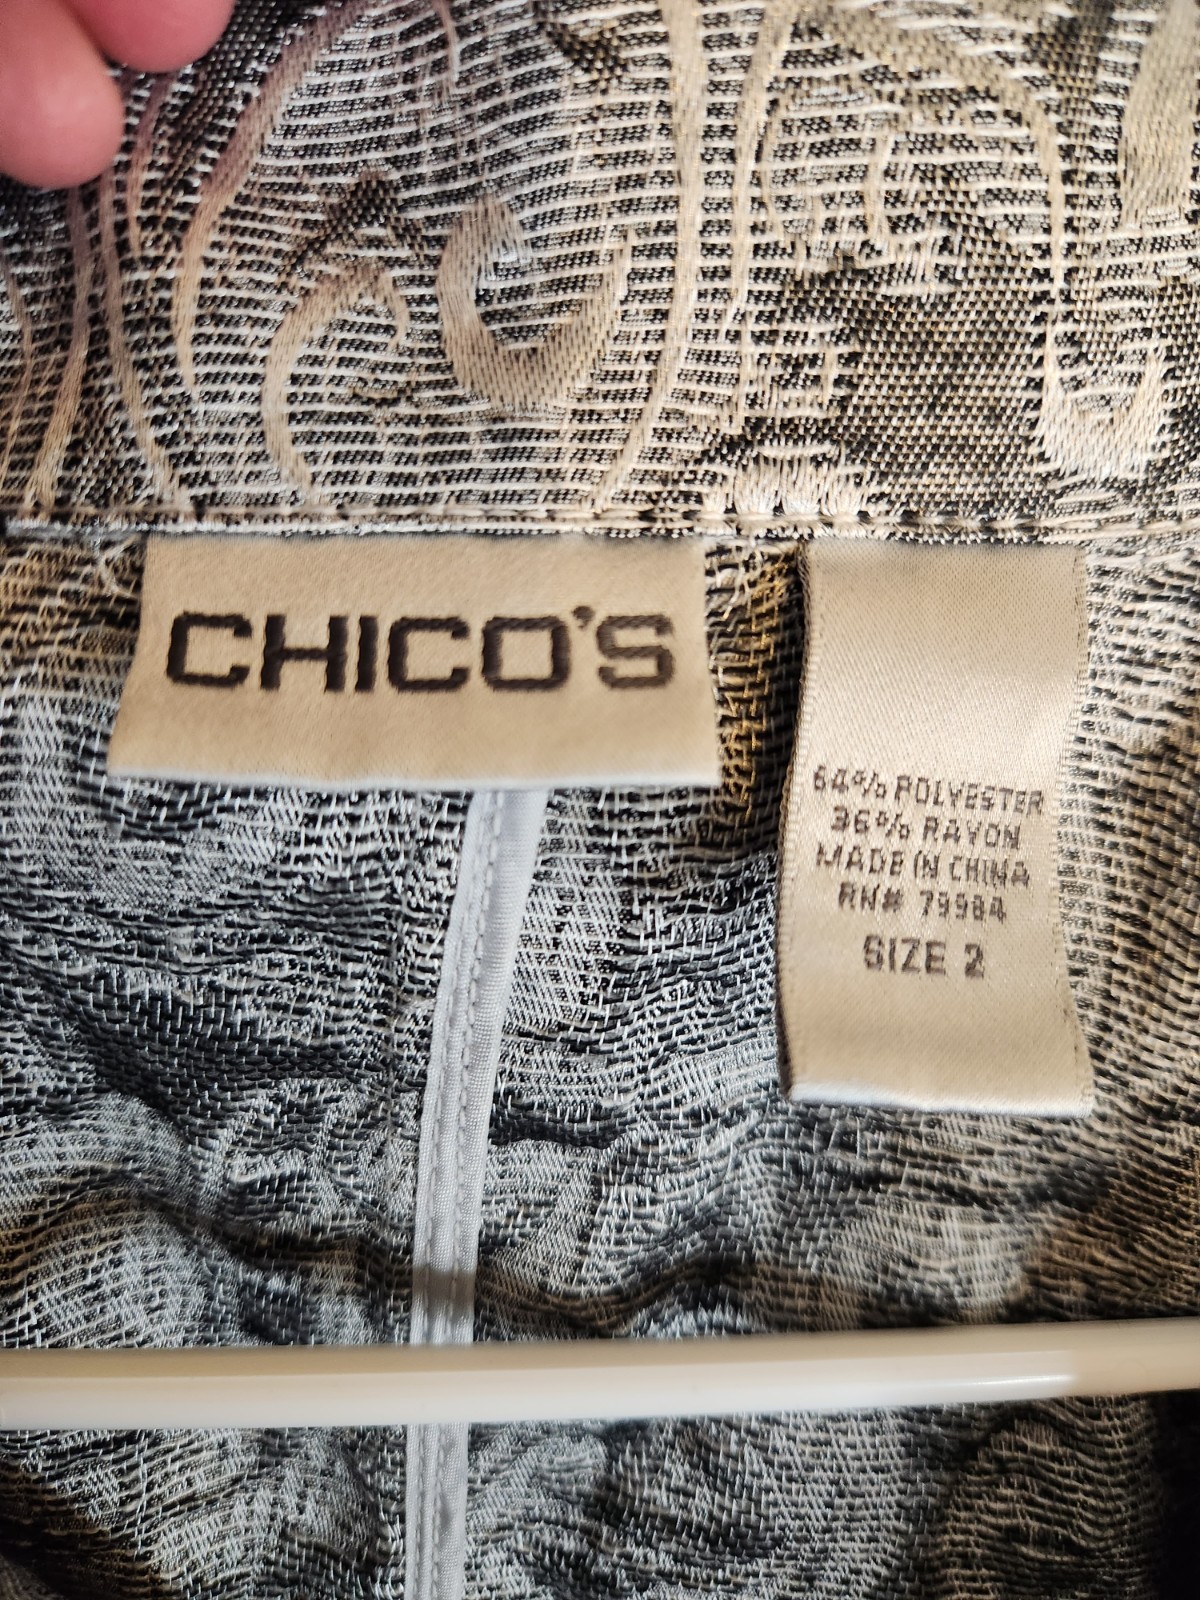 CHICO'S
64% POLYESTER
36% RAYON
MADE IN CHINA
RN# 79984
SIZE 2